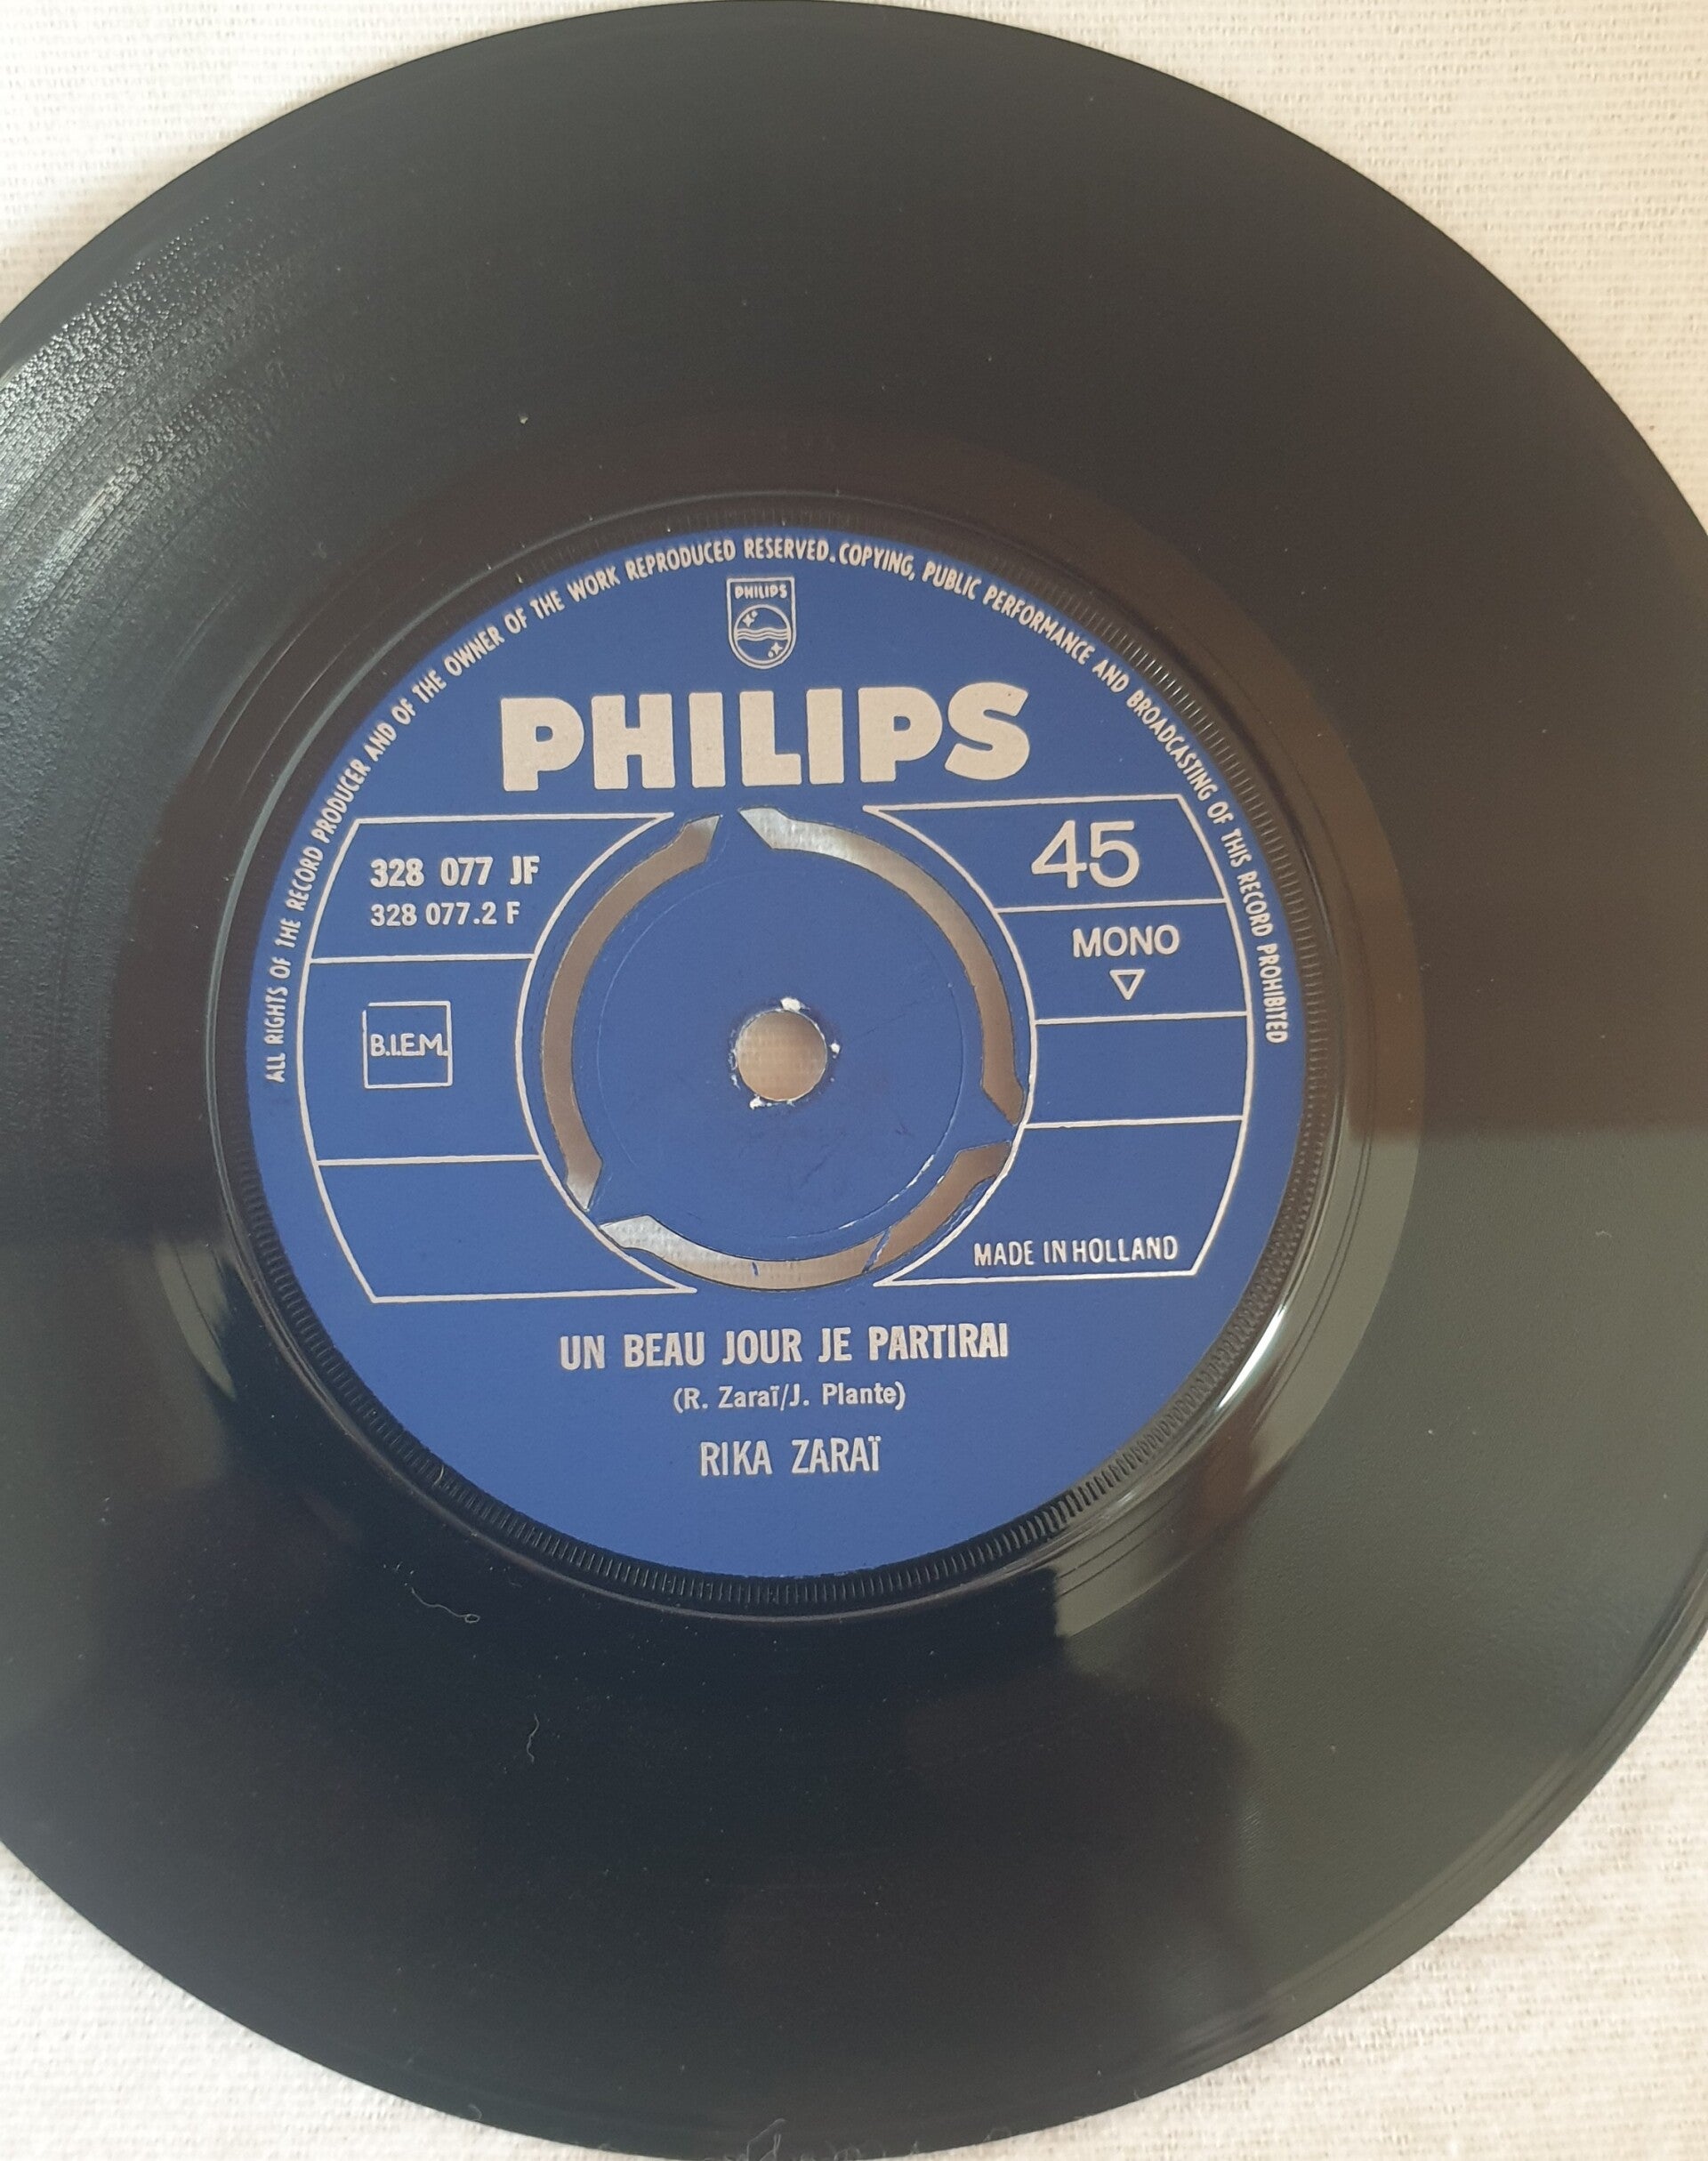 ALL RIGHTS OF THE RECORD PRODUCER AND OF THE OWNER OF THE WORK REPRODUCED RESERVED. COPYING, PUBLIC PERFORMANCE AND BROADCASTING OF THIS RECORD PROHIBITED
PHILIPS
PHILIPS
328 077 JF
328 077.2 F
45
MONO
B.I.E.M.
MADE IN HOLLAND
UN BEAU JOUR JE PARTIRAI
(R. Zaraï/J. Plante)
RIKA ZARAÏ